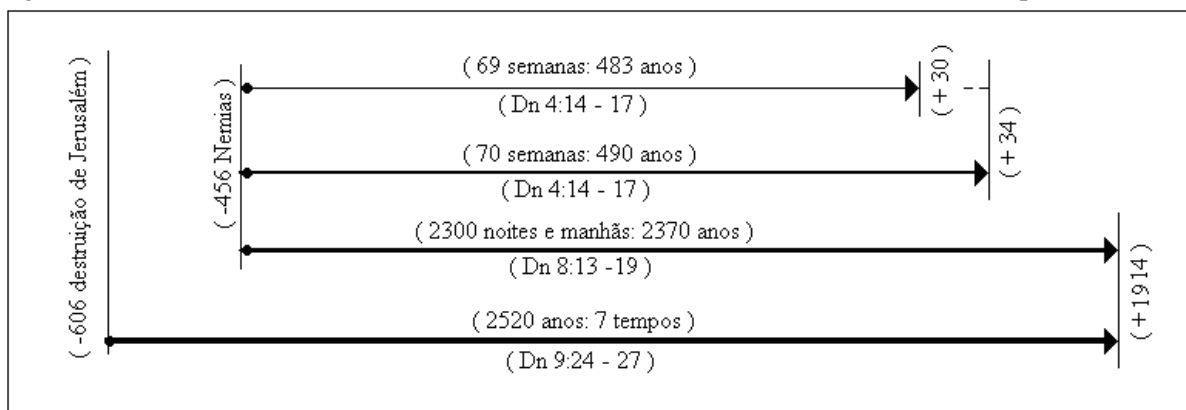 ( 69 semanas: 483 anos )
( Dn 4:14 - 17 )
( + 30 )
( 70 semanas: 490 anos )
( Dn 4:14 - 17 )
( + 34 )
( -456 Nemias )
( 2300 noites e manhãs: 2370 anos )
( Dn 8:13 -19 )
( -606 destruição de Jerusalém )
( 2520 anos: 7 tempos )
( Dn 9:24 - 27 )
( +1914 )